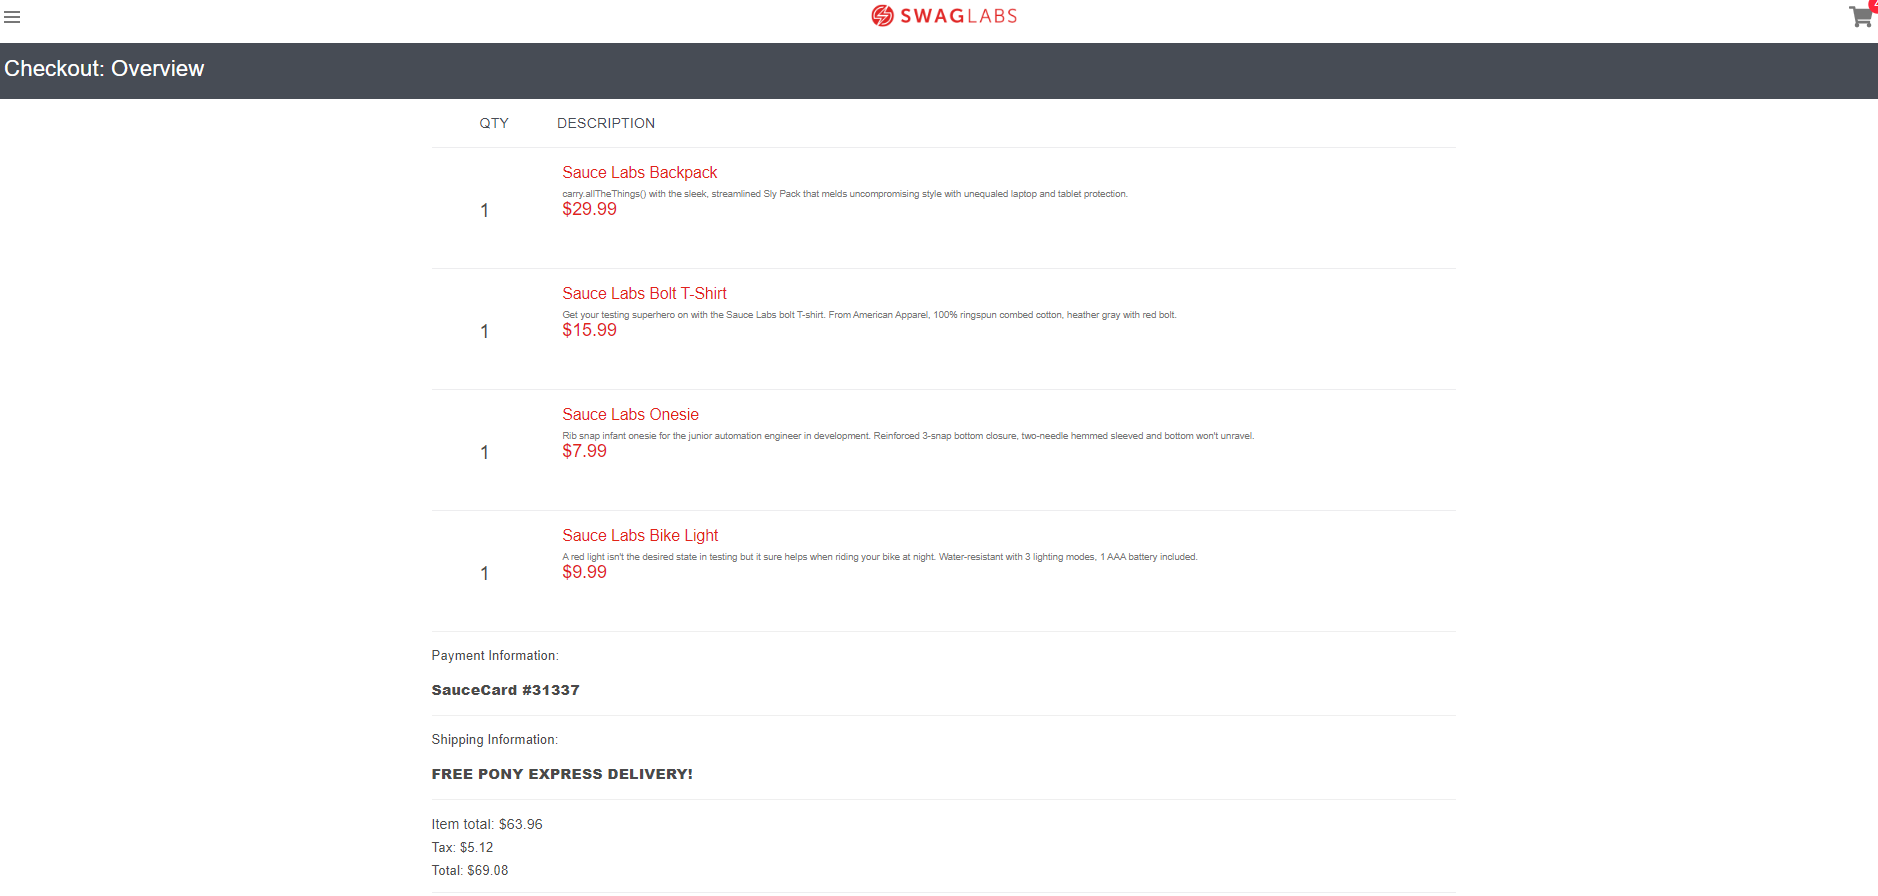 SWAGLABS
Checkout: Overview
QTY DESCRIPTION
Sauce Labs Backpack
carry.allTheThings() with the sleek, streamlined Sly Pack that melds uncompromising style with unequaled laptop and tablet protection.
1 $29.99
Sauce Labs Bolt T-Shirt
Get your testing superhero on with the Sauce Labs bolt T-shirt. From American Apparel, 100% ringspun combed cotton, heather gray with red bolt.
1 $15.99
Sauce Labs Onesie
Rib snap infant onesie for the junior automation engineer in development. Reinforced 3-snap bottom closure, two-needle hemmed sleeved and bottom won't unravel.
1 $7.99
Sauce Labs Bike Light
A red light isn't the desired state in testing but it sure helps when riding your bike at night. Water-resistant with 3 lighting modes, 1 AAA battery included.
1 $9.99
Payment Information:
SauceCard #31337
Shipping Information:
FREE PONY EXPRESS DELIVERY!
Item total: $63.96
Tax: $5.12
Total: $69.08